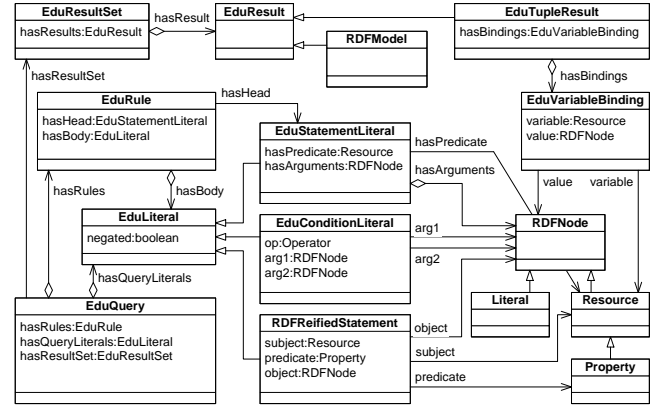 EduResultSet
hasResults:EduResult
hasResult
EduResult
RDFModel
EduTupleResult
hasBindings:EduVariableBinding
hasResultSet
hasBindings
EduRule
hasHead:EduStatementLiteral
hasBody:EduLiteral
hasHead
EduVariableBinding
variable:Resource
value:RDFNode
EduStatementLiteral
hasPredicate:Resource
hasArguments:RDFNode
hasPredicate
hasArguments
hasRules
hasBody
value
variable
EduLiteral
negated:boolean
EduConditionLiteral
op:Operator
arg1:RDFNode
arg2:RDFNode
arg1
arg2
RDFNode
hasQueryLiterals
EduQuery
hasRules:EduRule
hasQueryLiterals:EduLiteral
hasResultSet:EduResultSet
RDFReifiedStatement
subject:Resource
predicate:Property
object:RDFNode
object
subject
predicate
Literal
Resource
Property